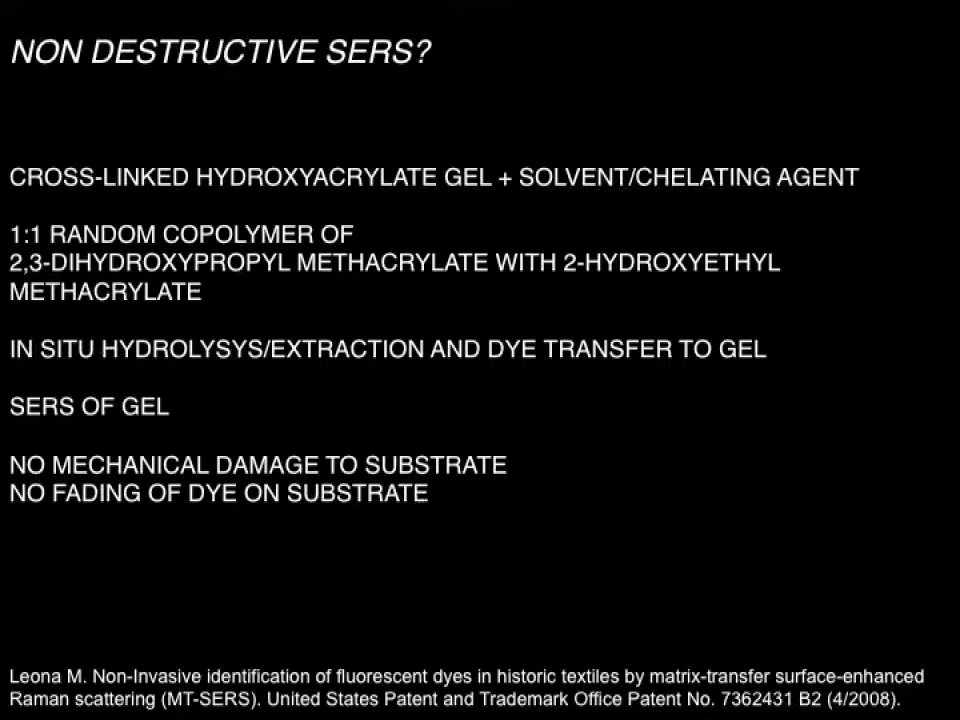 NON DESTRUCTIVE SERS?
CROSS-LINKED HYDROXYACRYLATE GEL + SOLVENT/CHELATING AGENT
1:1 RANDOM COPOLYMER OF
2,3-DIHYDROXYPROPYL METHACRYLATE WITH 2-HYDROXYETHYL
METHACRYLATE
IN SITU HYDROLYSYS/EXTRACTION AND DYE TRANSFER TO GEL
SERS OF GEL
NO MECHANICAL DAMAGE TO SUBSTRATE
NO FADING OF DYE ON SUBSTRATE
Leona M. Non-Invasive identification of fluorescent dyes in historic textiles by matrix-transfer surface-enhanced
Raman scattering (MT-SERS). United States Patent and Trademark Office Patent No. 7362431 B2 (4/2008).